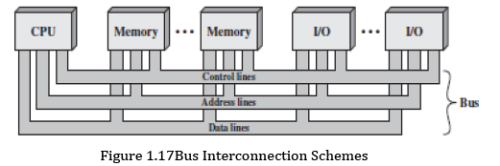 CPU Memory ••• Memory I/O ••• I/O
Control lines
Address lines
Bus
Data lines
Figure 1.17Bus Interconnection Schemes